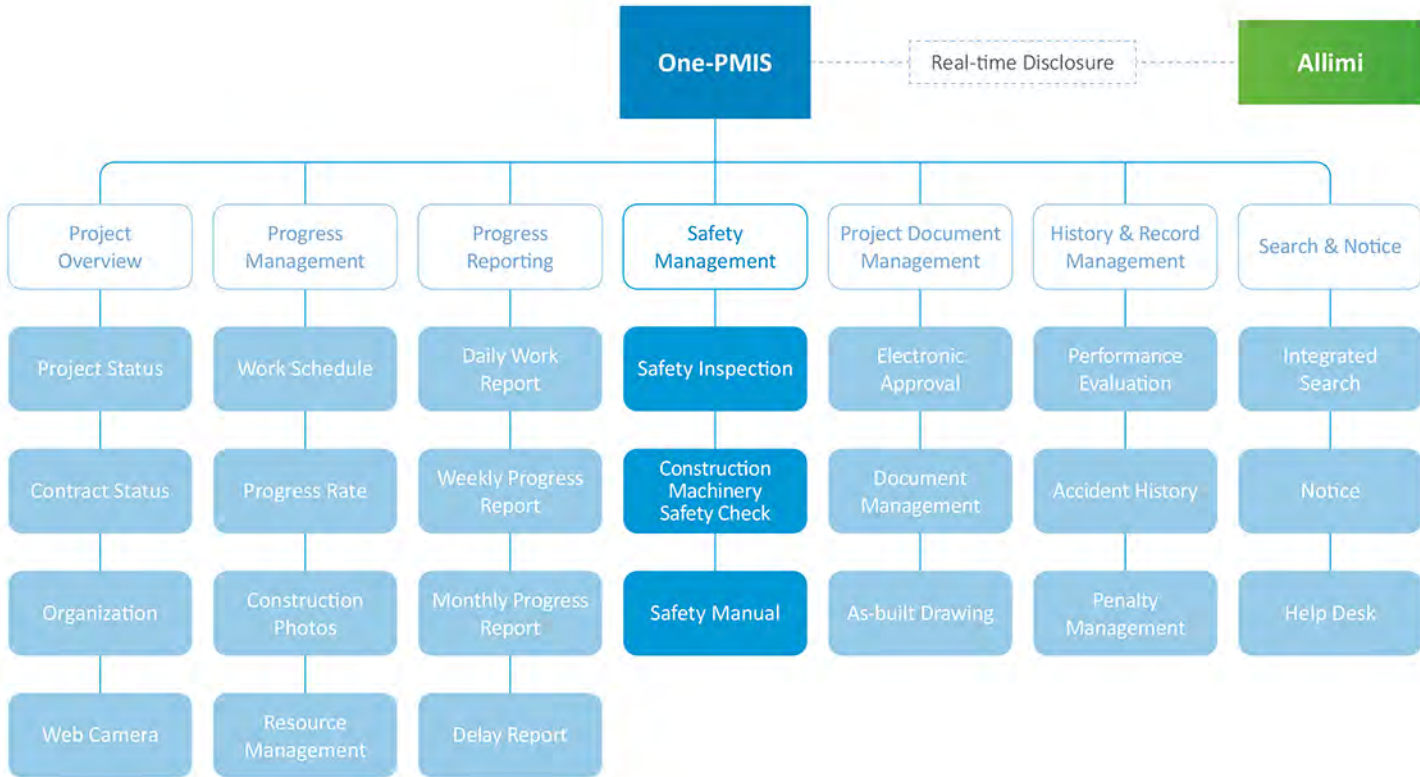 One-PMIS
Real-time Disclosure
Allimi
Project
Overview
Progress
Management
Progress
Reporting
Safety
Management
Project Document
Management
History & Record
Management
Search & Notice
Project Status
Work Schedule
Daily Work
Report
Safety Inspection
Electronic
Approval
Performance
Evaluation
Integrated
Search
Contract Status
Progress Rate
Weekly Progress
Report
Construction
Machinery
Safety Check
Document
Management
Accident History
Notice
Organization
Construction
Photos
Monthly Progress
Report
Safety Manual
As-built Drawing
Penalty
Management
Help Desk
Web Camera
Resource
Management
Delay Report